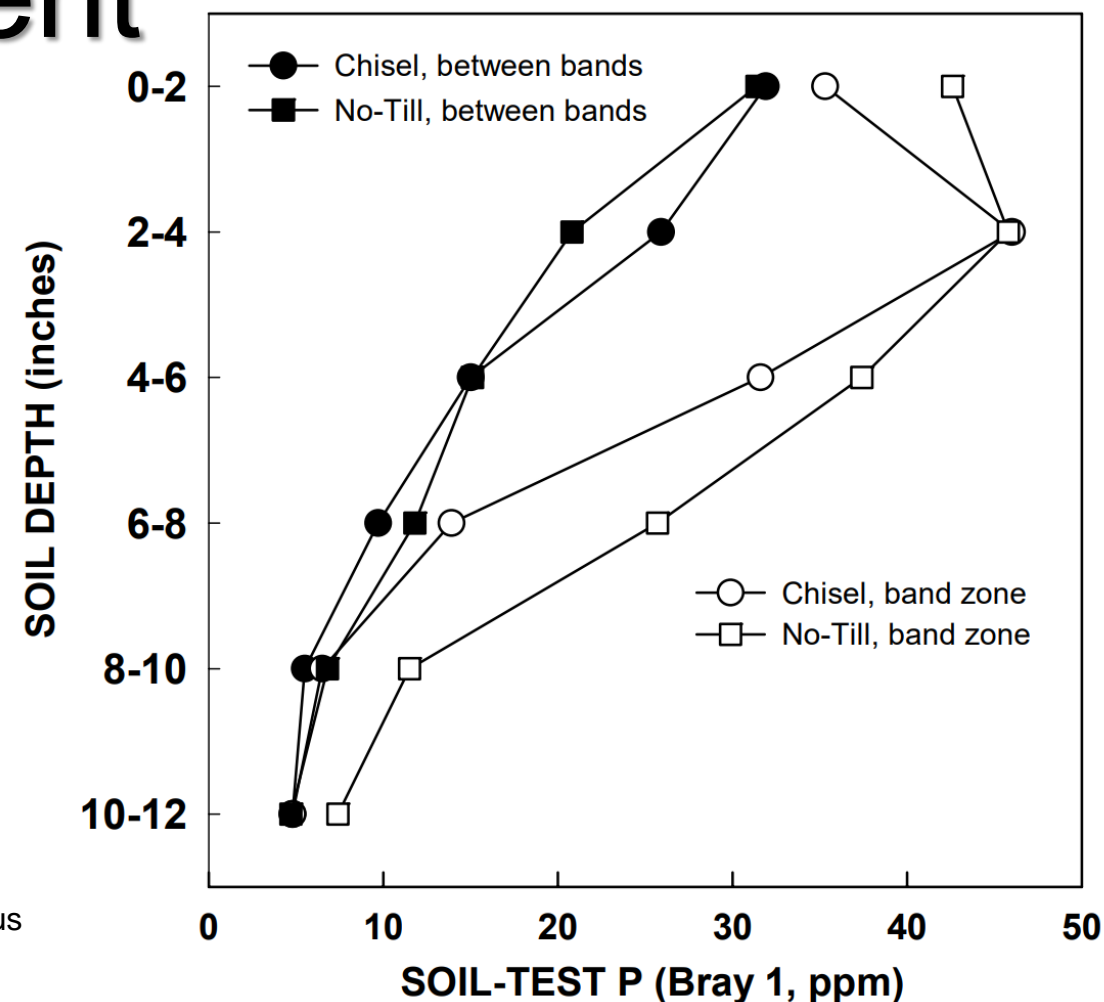 Chisel, between bands
No-Till, between bands
0-2
2-4
4-6
6-8
8-10
10-12
SOIL DEPTH (inches)
Chisel, band zone
No-Till, band zone
0 10 20 30 40 50
SOIL-TEST P (Bray 1, ppm)